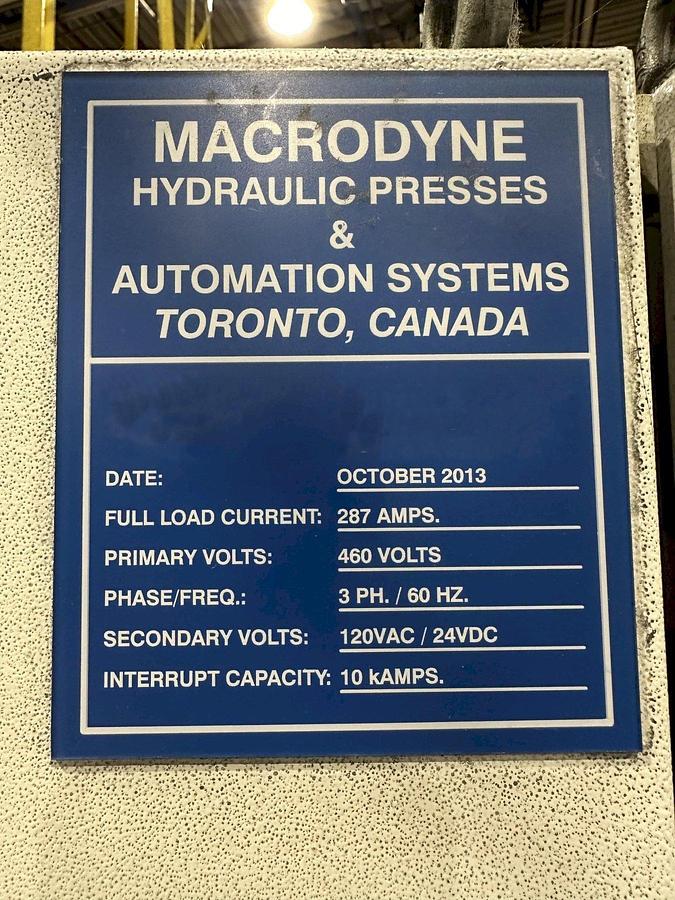 MACRODYNE
HYDRAULIC PRESSES
&
AUTOMATION SYSTEMS
TORONTO, CANADA
DATE: OCTOBER 2013
FULL LOAD CURRENT: 287 AMPS.
PRIMARY VOLTS: 460 VOLTS
PHASE/FREQ.: 3 PH. / 60 HZ.
SECONDARY VOLTS: 120VAC / 24VDC
INTERRUPT CAPACITY: 10 kAMPS.